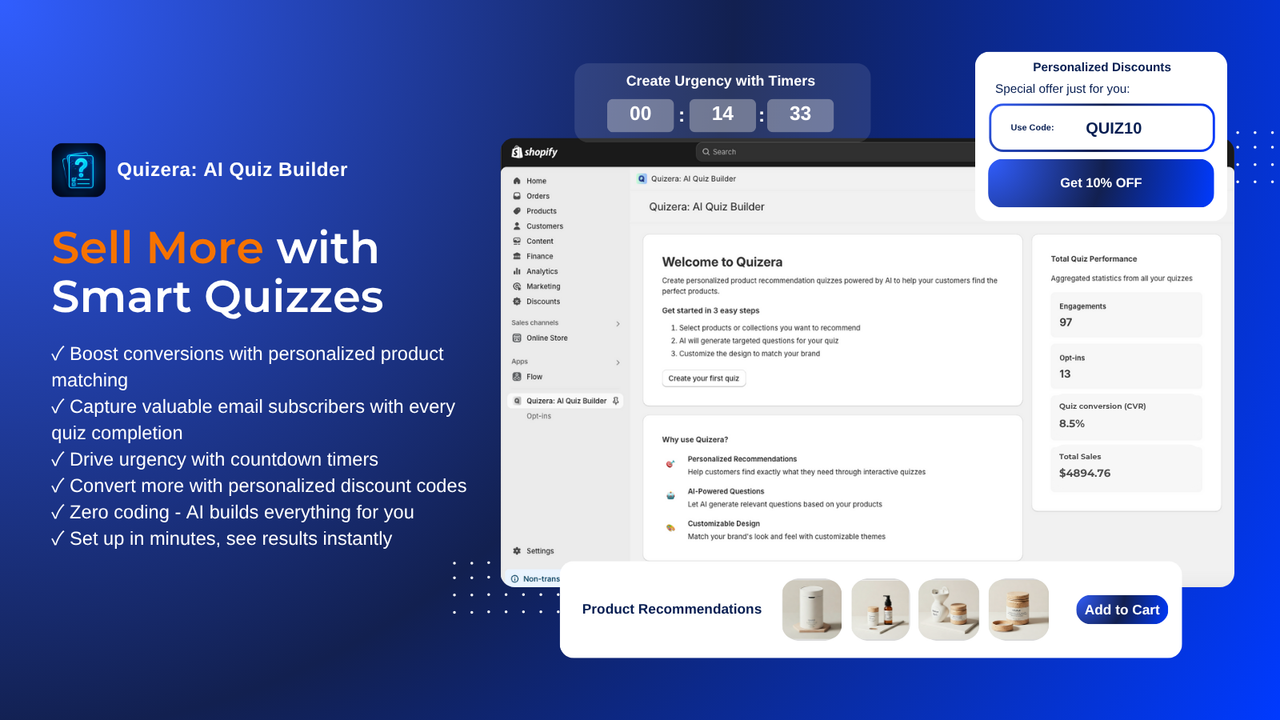 Quizera: AI Quiz Builder
Sell More with
Smart Quizzes
✓ Boost conversions with personalized product
matching
✓ Capture valuable email subscribers with every
quiz completion
✓ Drive urgency with countdown timers
✓ Convert more with personalized discount codes
✓ Zero coding - AI builds everything for you
✓ Set up in minutes, see results instantly
Create Urgency with Timers
00 : 14 : 33
Personalized Discounts
Special offer just for you:
Use Code: QUIZ10
Get 10% OFF
shopify
Search
Home
Orders
Products
Customers
Content
Finance
Analytics
Marketing
Discounts
Sales channels
Online Store
Apps
Flow
Quizera: AI Quiz Builder
Opt-ins
Settings
Non-trans
Quizera: AI Quiz Builder
Quizera: AI Quiz Builder
Welcome to Quizera
Create personalized product recommendation quizzes powered by AI to help your customers find the
perfect products.
Get started in 3 easy steps
1. Select products or collections you want to recommend
2. AI will generate targeted questions for your quiz
3. Customize the design to match your brand
Create your first quiz
Why use Quizera?
Personalized Recommendations
Help customers find exactly what they need through interactive quizzes
AI-Powered Questions
Let AI generate relevant questions based on your products
Customizable Design
Match your brand's look and feel with customizable themes
Total Quiz Performance
Aggregated statistics from all your quizzes
Engagements
97
Opt-ins
13
Quiz conversion (CVR)
8.5%
Total Sales
$4894.76
Product Recommendations
Add to Cart